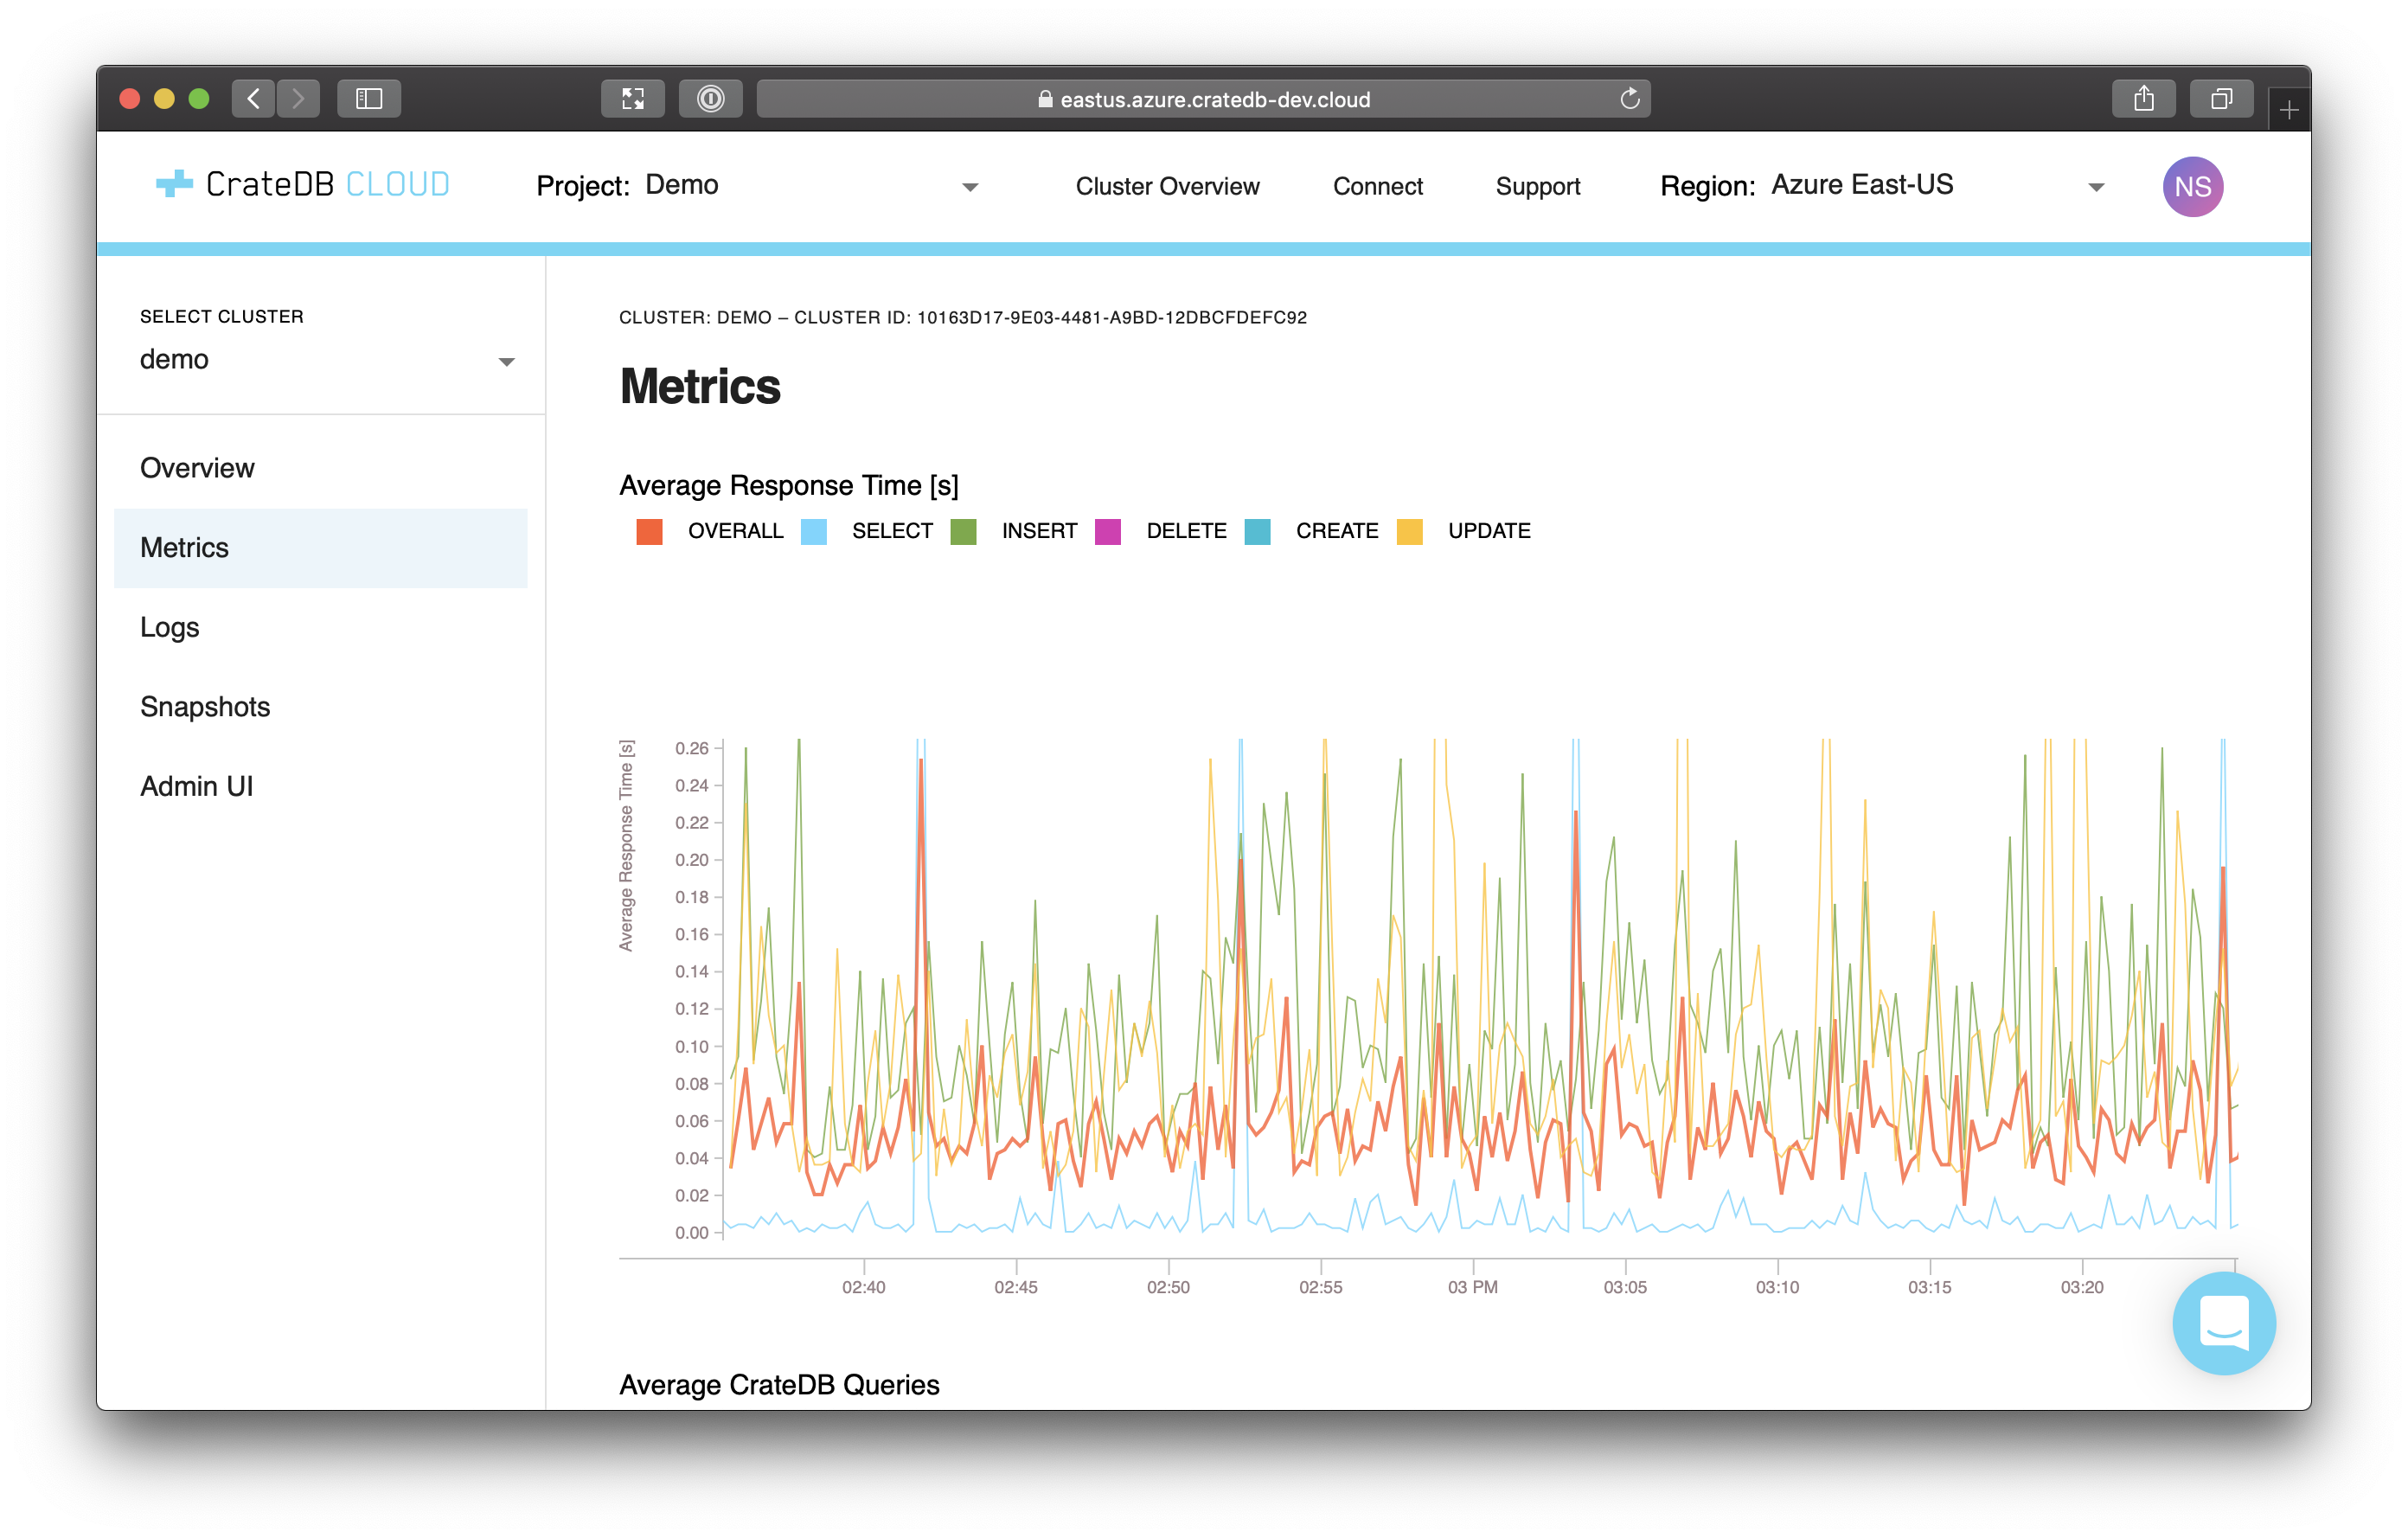 eastus.azure.cratedb-dev.cloud
CrateDB CLOUD
Project: Demo
Cluster Overview
Connect
Support
Region: Azure East-US
NS
SELECT CLUSTER
demo
Overview
Metrics
Logs
Snapshots
Admin UI
CLUSTER: DEMO – CLUSTER ID: 10163D17-9E03-4481-A9BD-12DBCFDEFC92
Metrics
Average Response Time [s]
OVERALL SELECT INSERT DELETE CREATE UPDATE
Average Response Time [s]
0.26
0.24
0.22
0.20
0.18
0.16
0.14
0.12
0.10
0.08
0.06
0.04
0.02
0.00
02:40 02:45 02:50 02:55 03 PM 03:05 03:10 03:15 03:20
Average CrateDB Queries